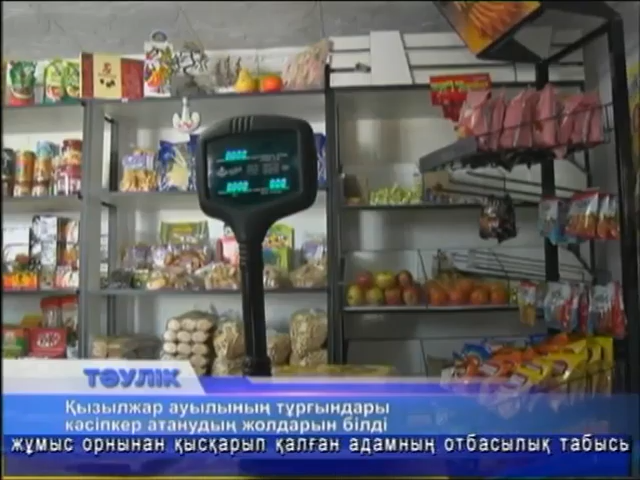 ТӘУЛІК
Қызылжар ауылының тұрғындары
кәсіпкер атанудың жолдарын білді
жұмыс орнынан қысқарып қалған адамның отбасылық табысы